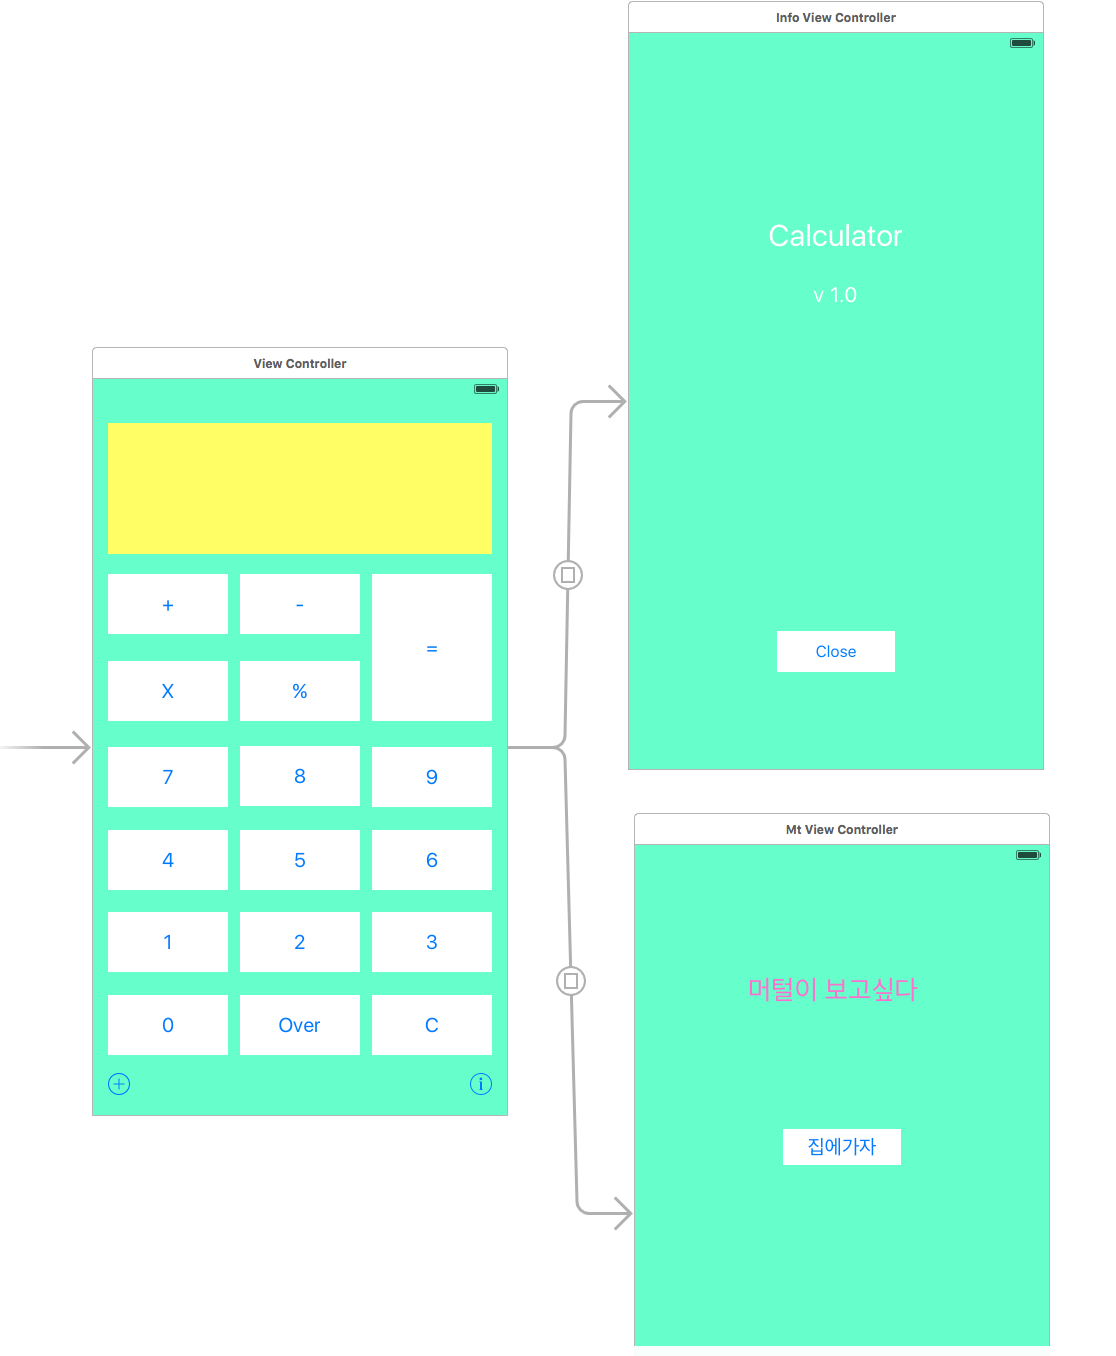 Info View Controller
Calculator
v 1.0
Close
View Controller
+ -
=
X %
7 8 9
4 5 6
1 2 3
0 Over C
Mt View Controller
머털이 보고싶다
집에가자